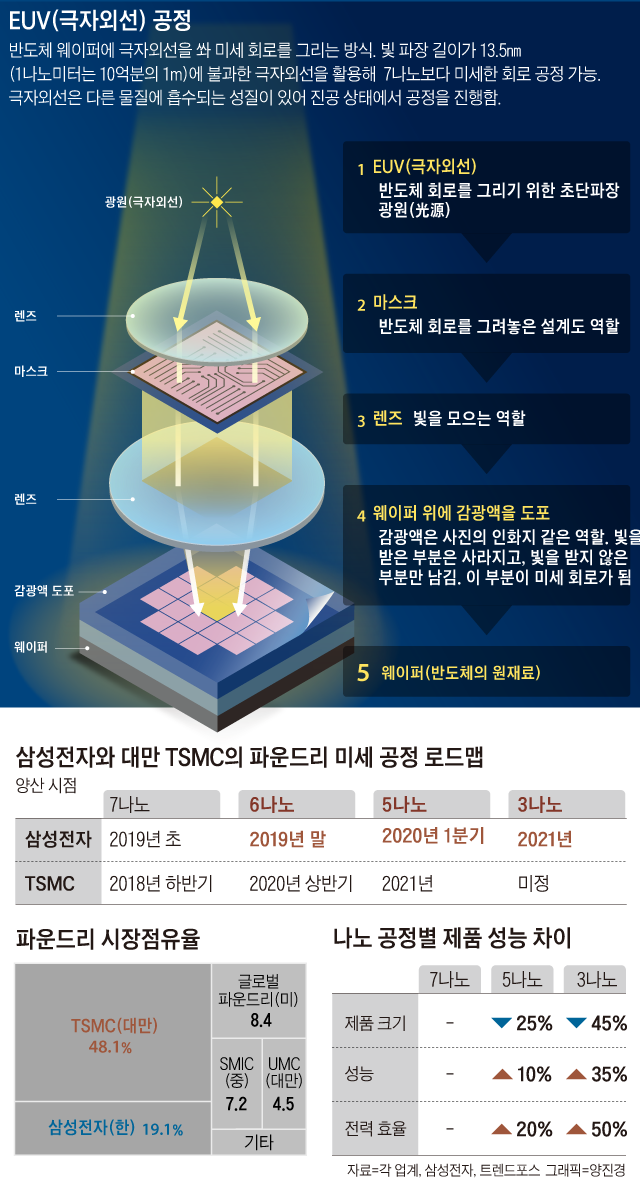 EUV(극자외선) 공정
반도체 웨이퍼에 극자외선을 쏴 미세 회로를 그리는 방식. 빛 파장 길이가 13.5㎚
(1나노미터는 10억분의 1m)에 불과한 극자외선을 활용해 7나노보다 미세한 회로 공정 가능.
극자외선은 다른 물질에 흡수되는 성질이 있어 진공 상태에서 공정을 진행함.
광원(극자외선)
렌즈
마스크
렌즈
감광액 도포
웨이퍼
1 EUV(극자외선)
반도체 회로를 그리기 위한 초단파장
광원(光源)
2 마스크
반도체 회로를 그려놓은 설계도 역할
3 렌즈 빛을 모으는 역할
4 웨이퍼 위에 감광액을 도포
감광액은 사진의 인화지 같은 역할. 빛을
받은 부분은 사라지고, 빛을 받지 않은
부분만 남김. 이 부분이 미세 회로가 됨
5 웨이퍼(반도체의 원재료)
삼성전자와 대만 TSMC의 파운드리 미세 공정 로드맵
양산 시점
7나노 6나노 5나노 3나노
삼성전자 2019년 초 2019년 말 2020년 1분기 2021년
TSMC 2018년 하반기 2020년 상반기 2021년 미정
파운드리 시장점유율
TSMC(대만)
48.1%
삼성전자(한) 19.1%
글로벌
파운드리(미)
8.4
SMIC
(중)
7.2
UMC
(대만)
4.5
기타
나노 공정별 제품 성능 차이
7나노 5나노 3나노
제품 크기 - ▼ 25% ▼ 45%
성능 - ▲ 10% ▲ 35%
전력 효율 - ▲ 20% ▲ 50%
자료=각 업계, 삼성전자, 트렌드포스 그래픽=양진경